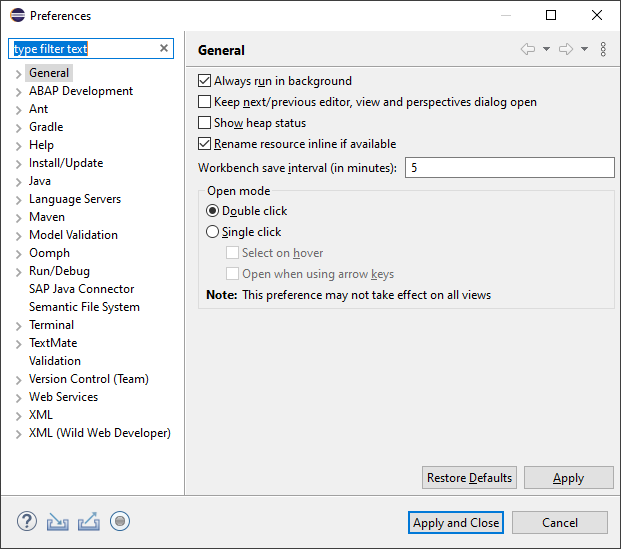 Preferences
type filter text
General
ABAP Development
Ant
Gradle
Help
Install/Update
Java
Language Servers
Maven
Model Validation
Oomph
Run/Debug
SAP Java Connector
Semantic File System
Terminal
TextMate
Validation
Version Control (Team)
Web Services
XML
XML (Wild Web Developer)
General
Always run in background
Keep next/previous editor, view and perspectives dialog open
Show heap status
Rename resource inline if available
Workbench save interval (in minutes): 5
Open mode
Double click
Single click
Select on hover
Open when using arrow keys
Note: This preference may not take effect on all views
Restore Defaults Apply
Apply and Close Cancel